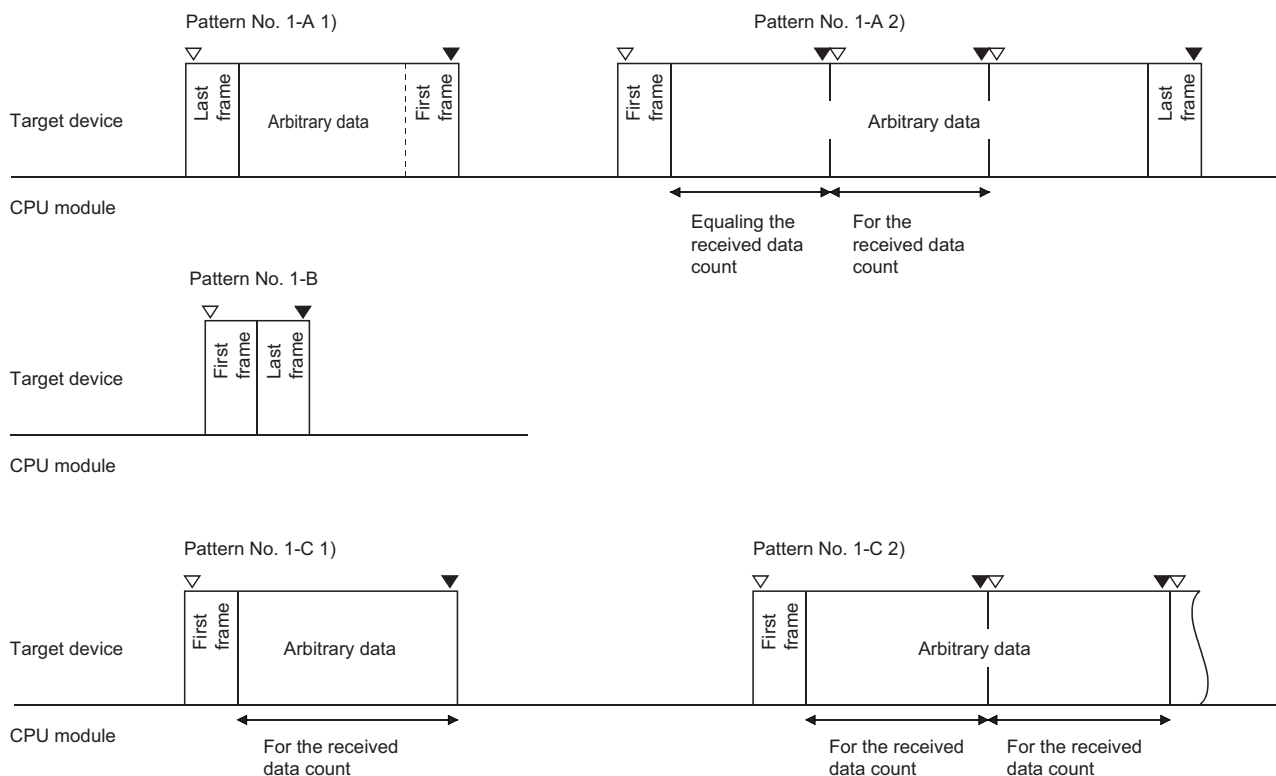 Pattern No. 1-A 1)
Pattern No. 1-A 2)
Target device
Last
frame
Arbitrary data
First
frame
First
frame
Arbitrary data
Last
frame
CPU module
Equaling the
received data
count
For the
received data
count
Pattern No. 1-B
Target device
First
frame
Last
frame
CPU module
Pattern No. 1-C 1)
Pattern No. 1-C 2)
Target device
First
frame
Arbitrary data
First
frame
Arbitrary data
CPU module
For the received
data count
For the received
data count
For the received
data count